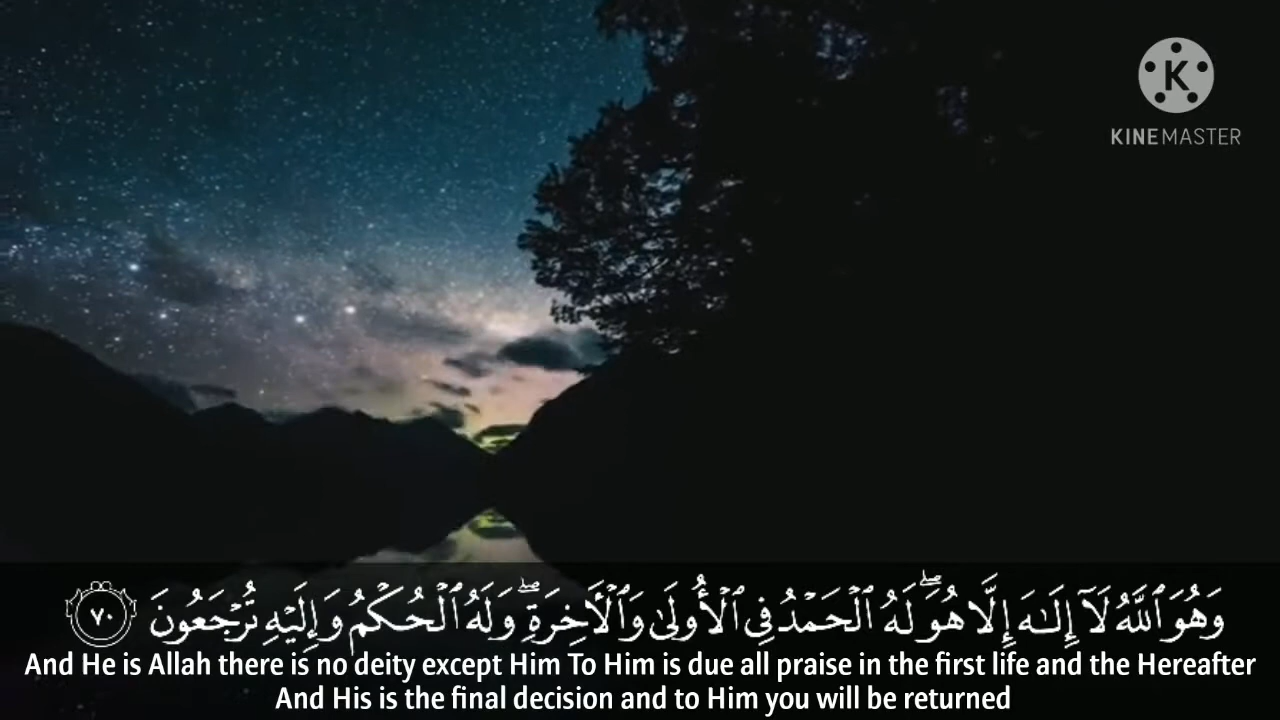 KINEMASTER
وَهُوَ ٱللَّهُ لَآ إِلَـٰهَ إِلَّا هُوَ ۖ لَهُ ٱلْحَمْدُ فِى ٱلْأُولَىٰ وَٱلْـَٔاخِرَةِ ۖ وَلَهُ ٱلْحُكْمُ وَإِلَيْهِ تُرْجَعُونَ ٧٠
And He is Allah there is no deity except Him To Him is due all praise in the first life and the Hereafter
And His is the final decision and to Him you will be returned